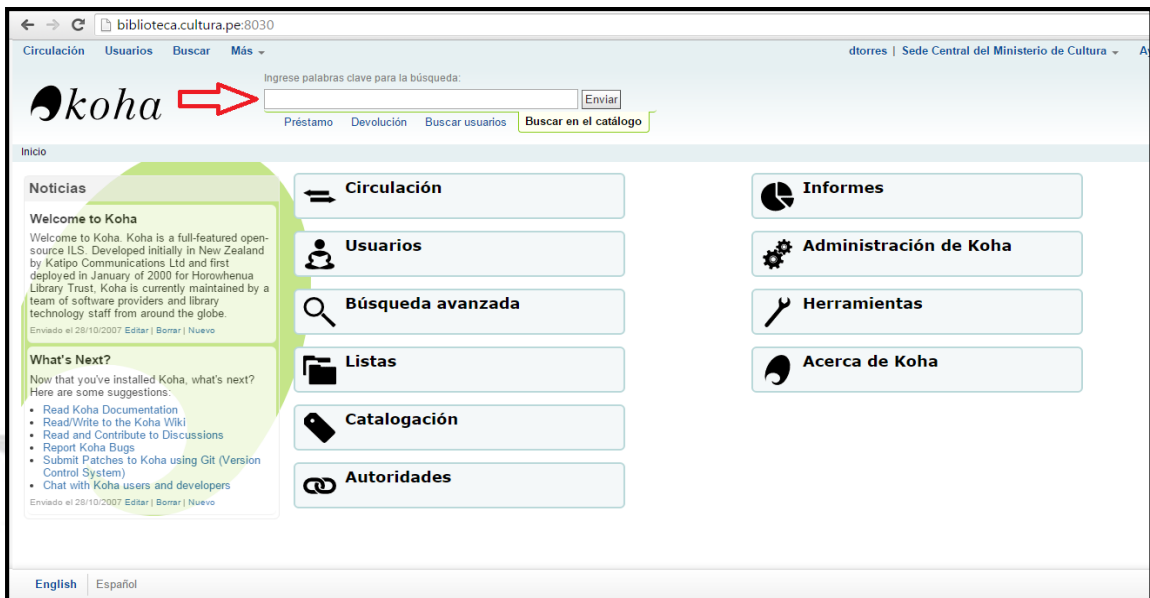 biblioteca.cultura.pe:8030
Circulación Usuarios Buscar Más dtorres | Sede Central del Ministerio de Cultura Ay
Ingrese palabras clave para la búsqueda:
koha
Enviar
Préstamo Devolución Buscar usuarios Buscar en el catálogo
Inicio
Noticias
Welcome to Koha
Welcome to Koha. Koha is a full-featured open-
source ILS. Developed initially in New Zealand
by Katipo Communications Ltd and first
deployed in January of 2000 for Horowhenua
Library Trust, Koha is currently maintained by a
team of software providers and library
technology staff from around the globe.
Enviado el 28/10/2007 Editar | Borrar | Nuevo
What's Next?
Now that you've installed Koha, what's next?
Here are some suggestions:
• Read Koha Documentation
• Read/Write to the Koha Wiki
• Read and Contribute to Discussions
• Report Koha Bugs
• Submit Patches to Koha using Git (Version
Control System)
• Chat with Koha users and developers
Enviado el 28/10/2007 Editar | Borrar | Nuevo
Circulación
Usuarios
Búsqueda avanzada
Listas
Catalogación
Autoridades
Informes
Administración de Koha
Herramientas
Acerca de Koha
English Español